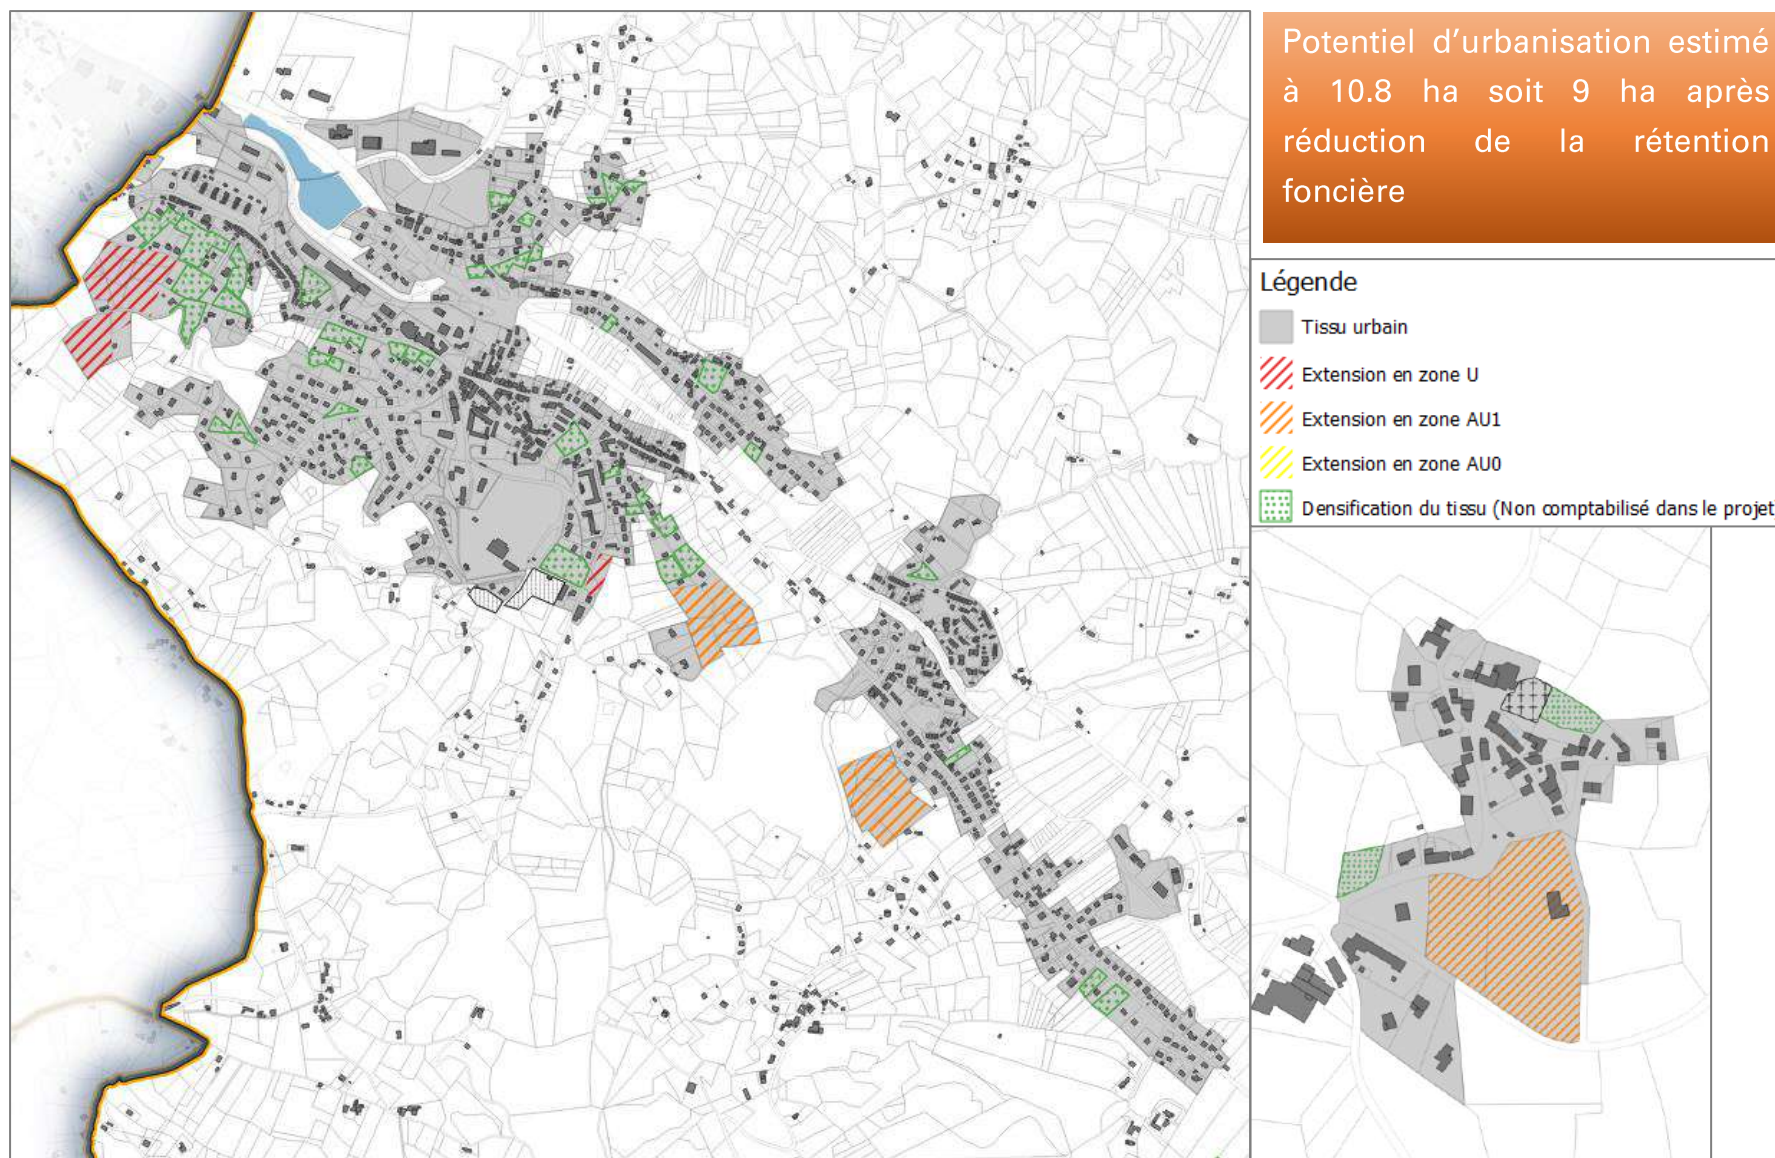 Potentiel d’urbanisation estimé
à 10.8 ha soit 9 ha après
réduction de la rétention
foncière
Légende
Tissu urbain
Extension en zone U
Extension en zone AU1
Extension en zone AU0
Densification du tissu (Non comptabilisé dans le projet